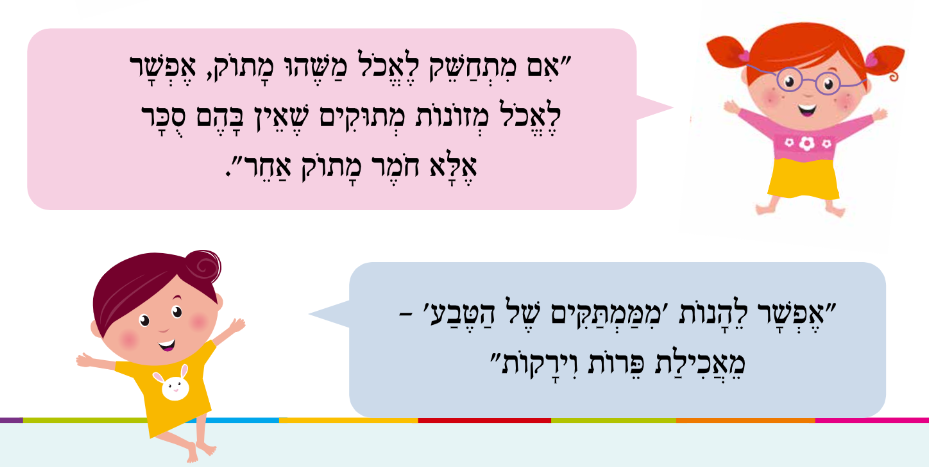 "אִם מִתְחַשֵּׁק לֶאֱכֹל מַשֶּׁהוּ מָתוֹק, אֶפְשָׁר
לֶאֱכֹל מְזוֹנוֹת מְתוּקִים שֶׁאֵין בָּהֶם סֻכָּר
אֶלָּא חֹמֶר מָתוֹק אַחֵר".
"אֶפְשָׁר לֵהָנוֹת 'מִמַּמְתַּקִּים שֶׁל הַטֶּבַע' –
מֵאֲכִילַת פֵּרוֹת וִירָקוֹת"